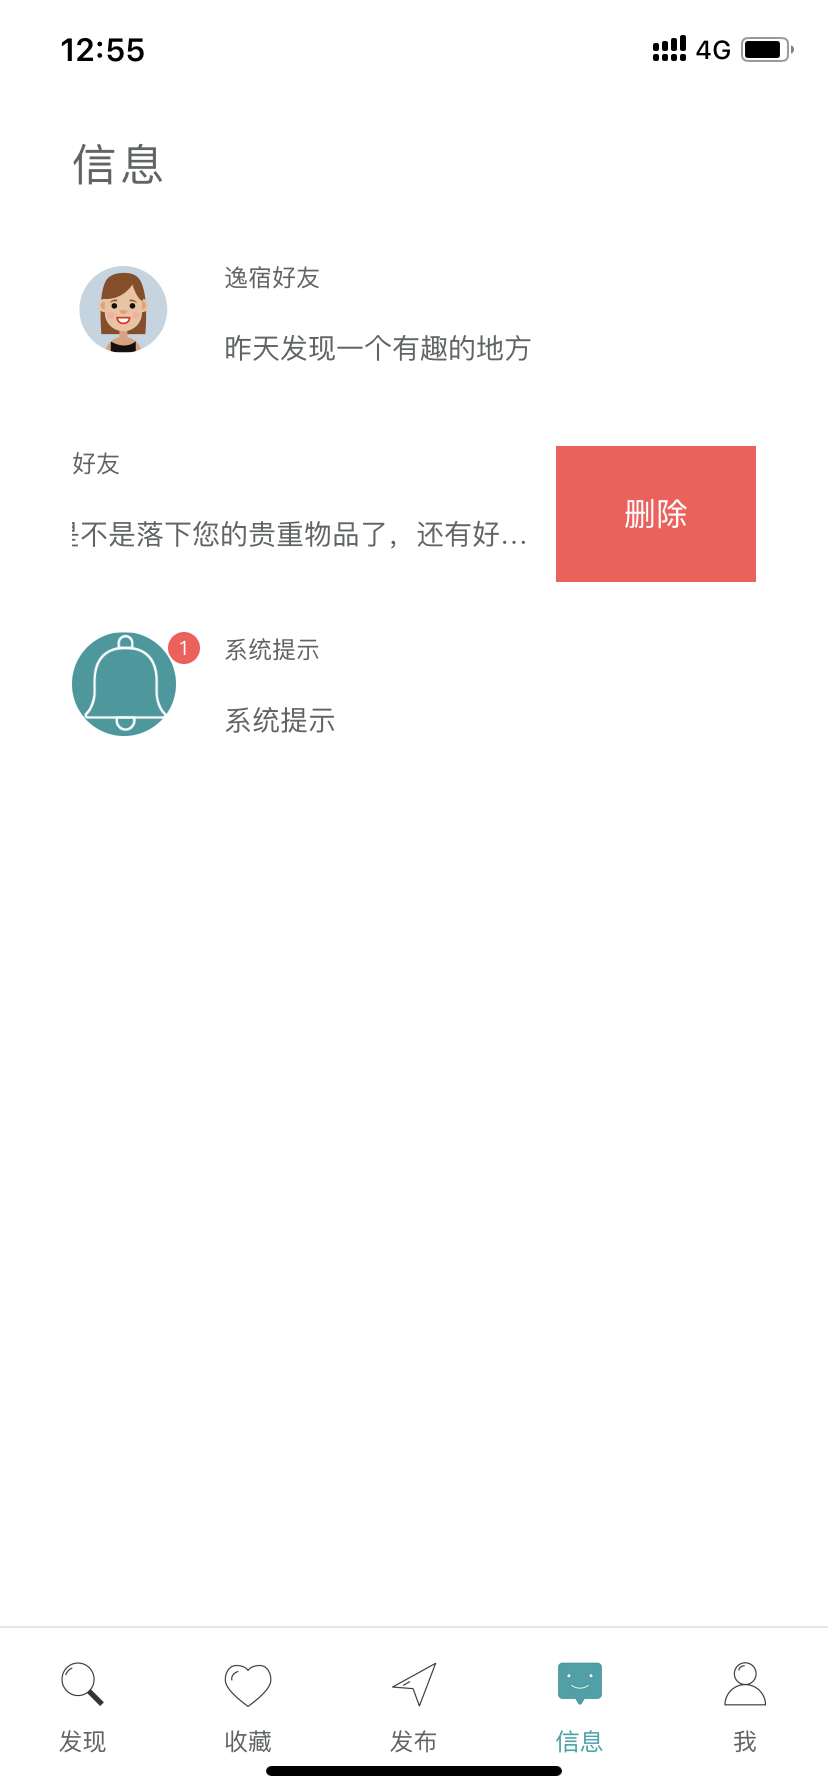 12:55
4G
信息
逸宿好友
昨天发现一个有趣的地方
好友
不是落下您的贵重物品了，还有好...
删除
1
系统提示
系统提示
发现
收藏
发布
信息
我